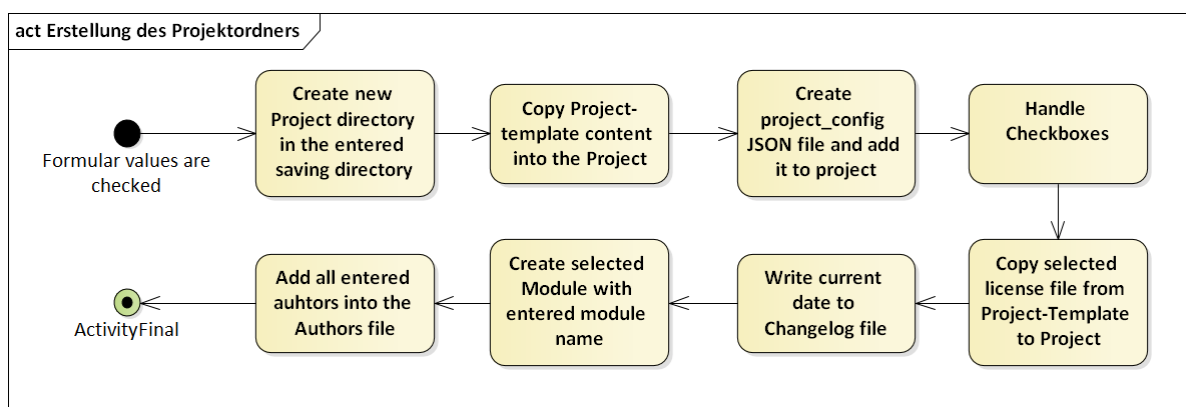 act Erstellung des Projektordners
Formular values are
checked
Create new
Project directory
in the entered
saving directory
Copy Project-
template content
into the Project
Create
project_config
JSON file and add
it to project
Handle
Checkboxes
Copy selected
license file from
Project-Template
to Project
Write current
date to
Changelog file
Create selected
Module with
entered module
name
Add all entered
auhtors into the
Authors file
ActivityFinal